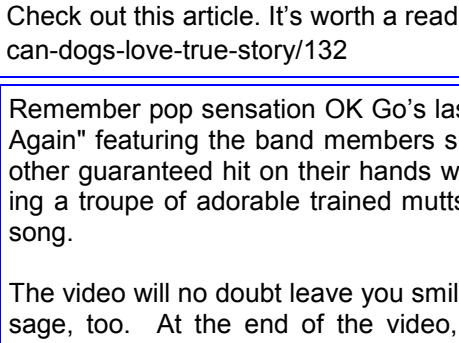 Check out this article. It's worth a read
can-dogs-love-true-story/132
Remember pop sensation OK Go's
Again" featuring the band members
other guaranteed hit on their hands
ing a troupe of adorable trained mutts
song.
The video will no doubt leave you
sage, too. At the end of the video,